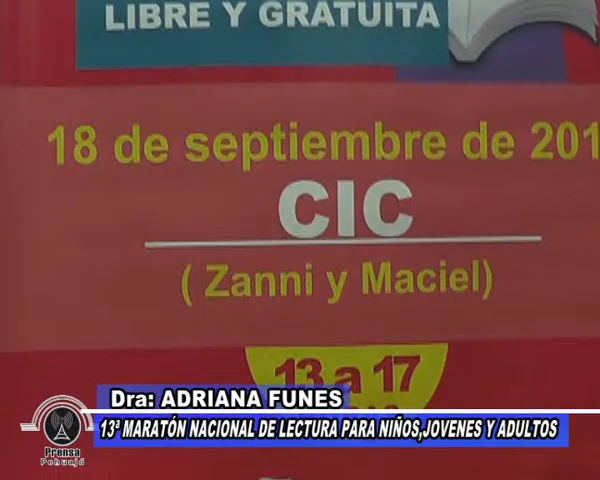 LIBRE Y GRATUITA
18 de septiembre de 201
CIC
( Zanni y Maciel)
13 a 17
Dra: ADRIANA FUNES
13ª MARATÓN NACIONAL DE LECTURA PARA NIÑOS,JOVENES Y ADULTOS
Prensa
Pehuajó